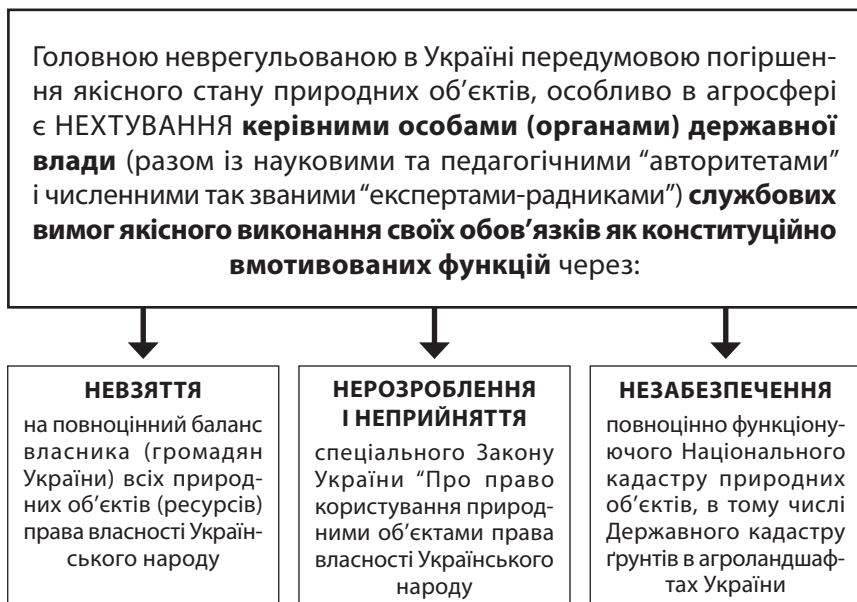 Головною неврегульованою в Україні передумовою погіршен-
ня якісного стану природних об’єктів, особливо в агросфері
є НЕХТУВАННЯ керівними особами (органами) державної
влади (разом із науковими та педагогічними “авторитетами”
і численними так званими “експертами-радниками”) службових
вимог якісного виконання своїх обов’язків як конституційно
вмотивованих функцій через:
НЕВЗЯТТЯ
на повноцінний баланс
власника (громадян
України) всіх природ-
них об’єктів (ресурсів)
права власності Україн-
ського народу
НЕРОЗРОБЛЕННЯ
І НЕПРИЙНЯТТЯ
спеціального Закону
України “Про право
користування природ-
ними об’єктами права
власності Українського
народу
НЕЗАБЕЗПЕЧЕННЯ
повноцінно функціону-
ючого Національного
кадастру природних
об’єктів, в тому числі
Державного кадастру
ґрунтів в агроландшаф-
тах України